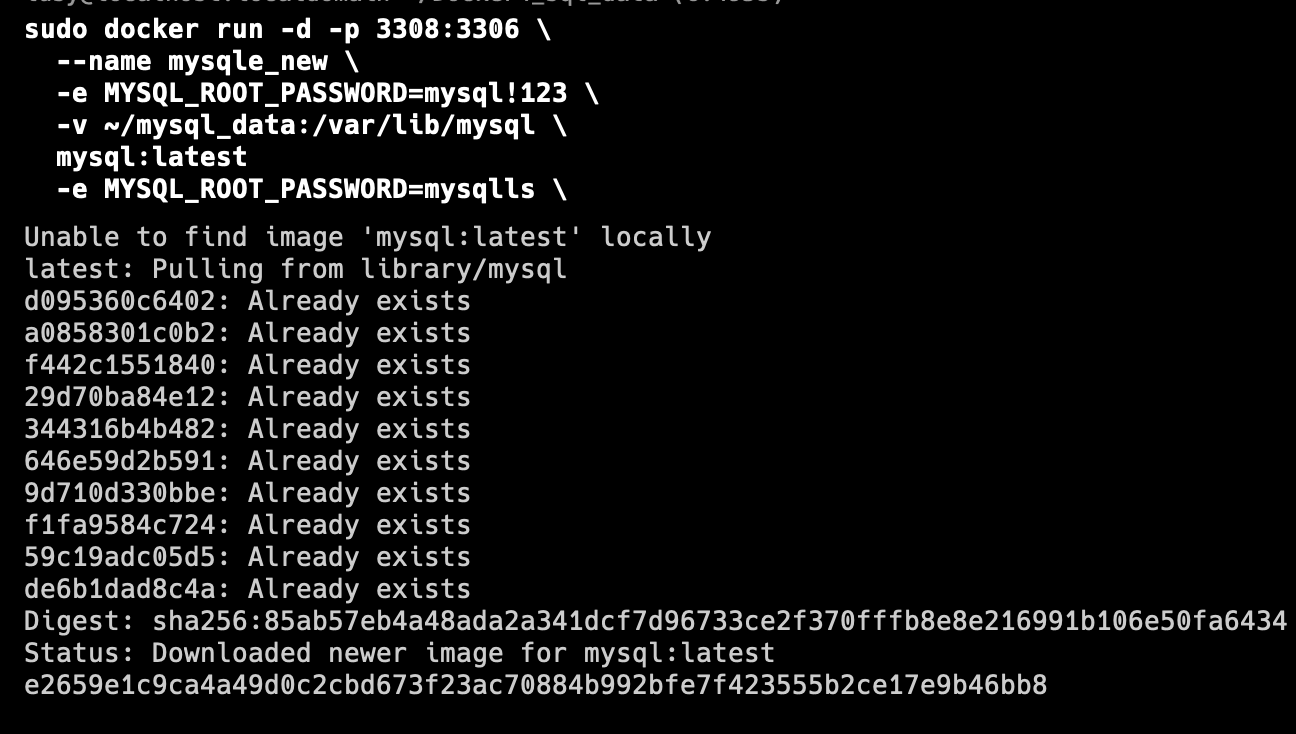 sudo docker run -d -p 3308:3306 \
  --name mysqle_new \
  -e MYSQL_ROOT_PASSWORD=mysql!123 \
  -v ~/mysql_data:/var/lib/mysql \
  mysql:latest
  -e MYSQL_ROOT_PASSWORD=mysqlls \
Unable to find image 'mysql:latest' locally
latest: Pulling from library/mysql
d095360c6402: Already exists
a0858301c0b2: Already exists
f442c1551840: Already exists
29d70ba84e12: Already exists
344316b4b482: Already exists
646e59d2b591: Already exists
9d710d330bbe: Already exists
f1fa9584c724: Already exists
59c19adc05d5: Already exists
de6b1dad8c4a: Already exists
Digest: sha256:85ab57eb4a48ada2a341dcf7d96733ce2f370fffb8e8e216991b106e50fa6434
Status: Downloaded newer image for mysql:latest
e2659e1c9ca4a49d0c2cbd673f23ac70884b992bfe7f423555b2ce17e9b46bb8